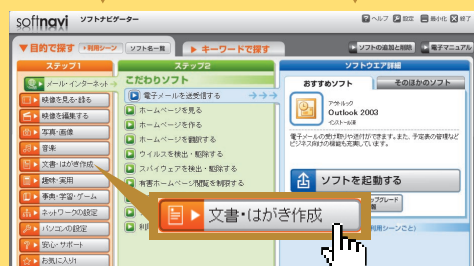 softnavi ソフトナビゲーター
ヘルプ 設定 最小化 終了
▼目的で探す 利用シーン ソフト名一覧 キーワードで探す ソフトの追加と削除 電子マニュアル
ステップ1
メール・インターネット
映像を見る・録る
映像を編集する
写真・画像
音楽
文書・はがき作成
趣味・実用
事典・学習・ゲーム
ネットワークの設定
パソコンの設定
安心・サポート
お気に入り1
ステップ2
こだわりソフト
電子メールを送受信する
ホームページを見る
ホームページを作る
ホームページを翻訳する
ウイルスを検出・駆除する
スパイウェアを検出・駆除する
有害ホームページ閲覧を制限する
ソフトウエア詳細
おすすめソフト そのほかのソフト
アウトルック
Outlook 2003
インストール済
電子メールの受け取りや送付ができます。また、予定表の管理など
ビジネス向けの機能も充実しています。
ソフトを起動する
文書・はがき作成